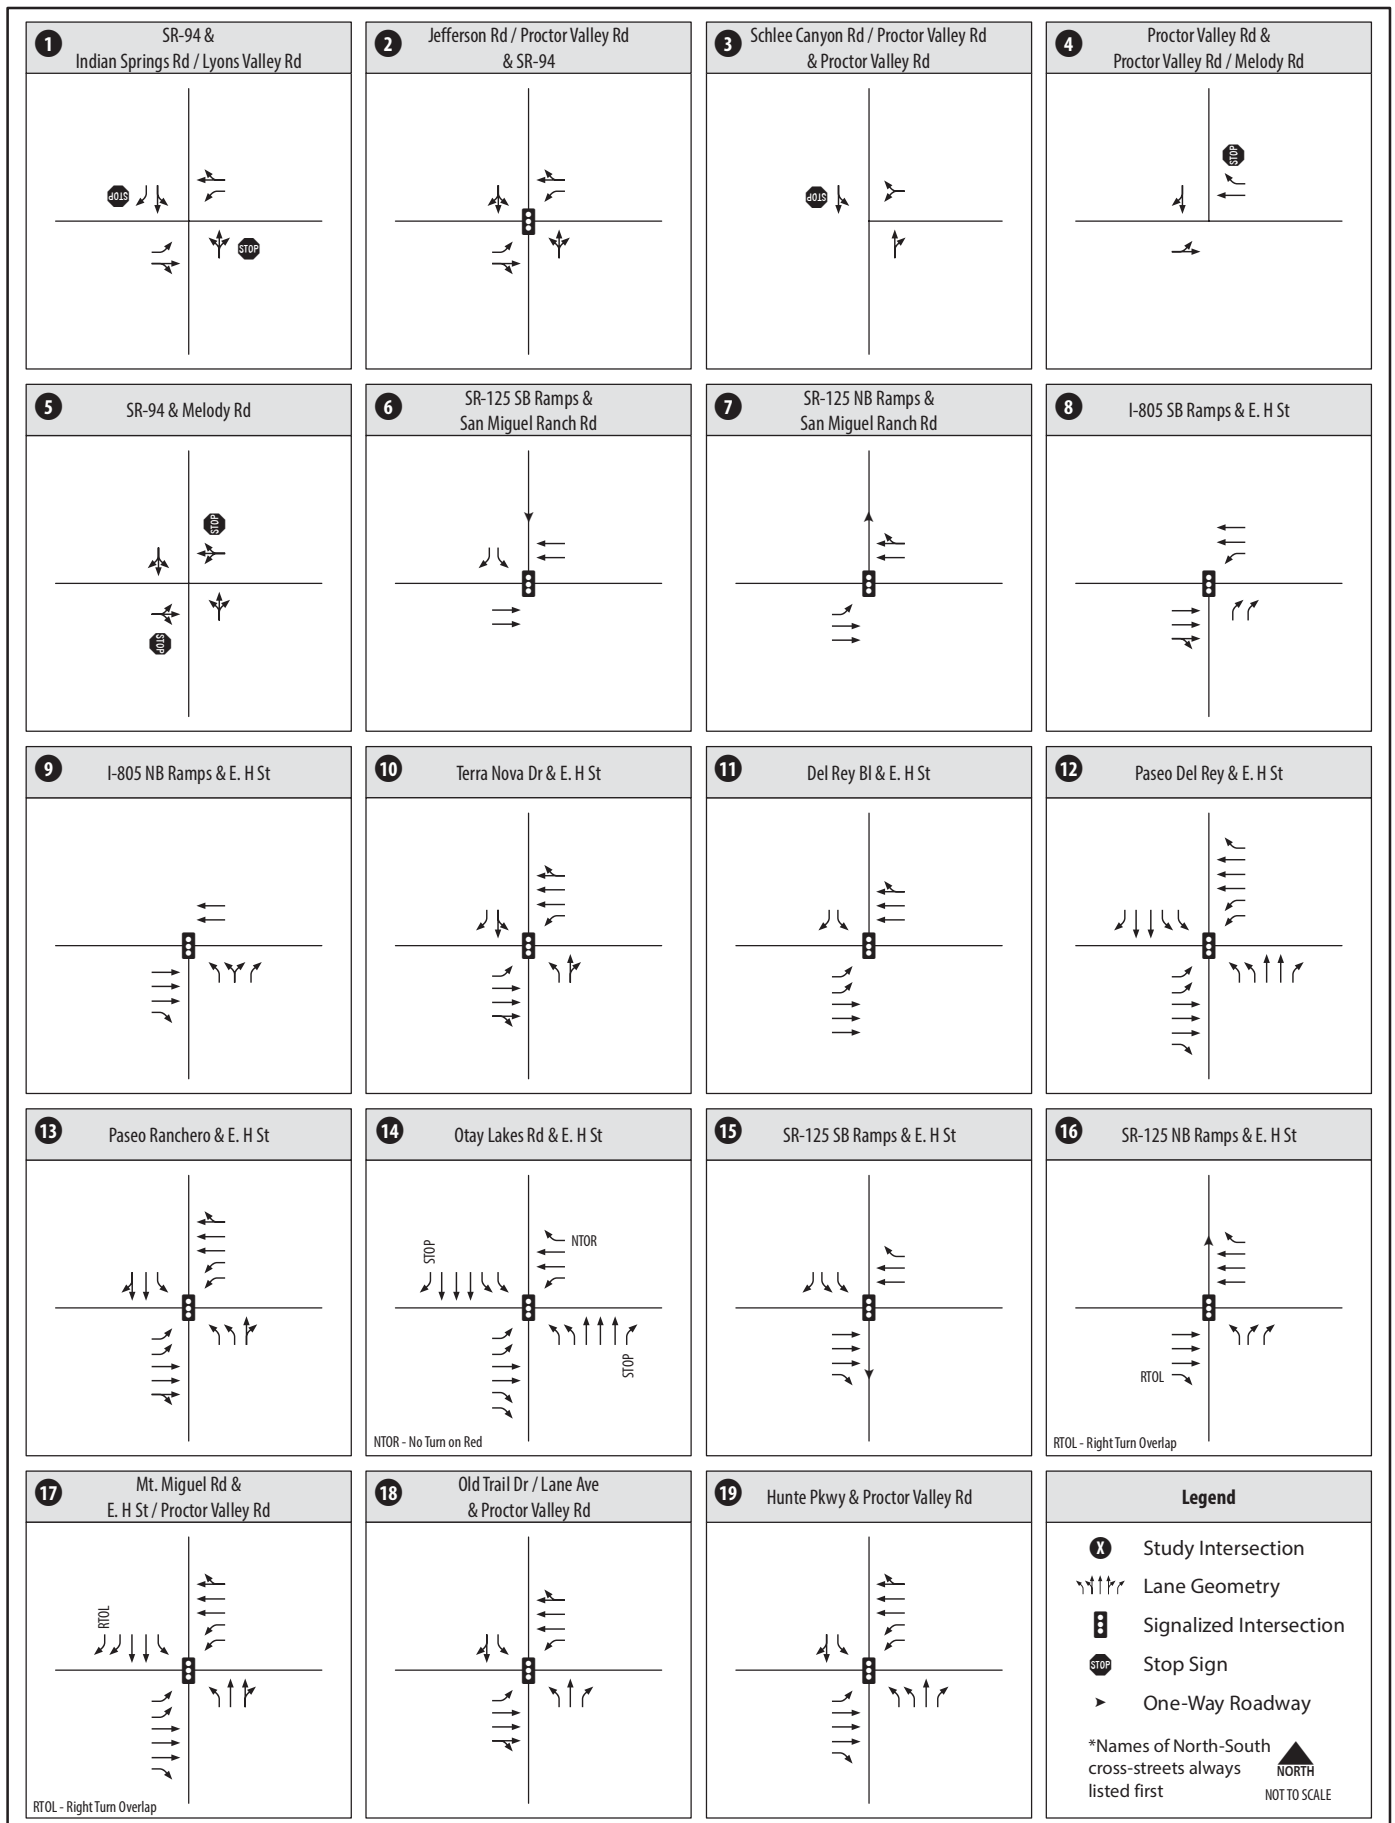 1
SR-94 &
Indian Springs Rd / Lyons Valley Rd
2
Jefferson Rd / Proctor Valley Rd
& SR-94
3
Schlee Canyon Rd / Proctor Valley Rd
& Proctor Valley Rd
4
Proctor Valley Rd &
Proctor Valley Rd / Melody Rd
STOP
STOP
STOP
STOP
5
SR-94 & Melody Rd
6
SR-125 SB Ramps &
San Miguel Ranch Rd
7
SR-125 NB Ramps &
San Miguel Ranch Rd
8
I-805 SB Ramps & E. H St
STOP
STOP
9
I-805 NB Ramps & E. H St
10
Terra Nova Dr & E. H St
11
Del Rey Bl & E. H St
12
Paseo Del Rey & E. H St
13
Paseo Ranchero & E. H St
14
Otay Lakes Rd & E. H St
STOP
NTOR
STOP
NTOR - No Turn on Red
15
SR-125 SB Ramps & E. H St
16
SR-125 NB Ramps & E. H St
RTOL
RTOL - Right Turn Overlap
17
Mt. Miguel Rd &
E. H St / Proctor Valley Rd
RTOL
RTOL - Right Turn Overlap
18
Old Trail Dr / Lane Ave
& Proctor Valley Rd
19
Hunte Pkwy & Proctor Valley Rd
Legend
X Study Intersection
Lane Geometry
Signalized Intersection
STOP Stop Sign
One-Way Roadway
*Names of North-South
cross-streets always
listed first
NORTH
NOT TO SCALE